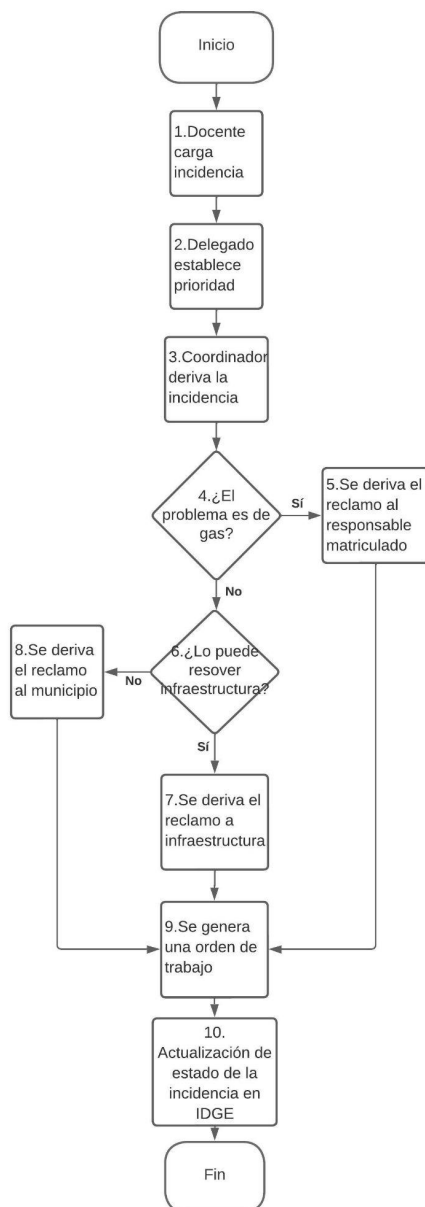 Inicio
1.Docente
carga
incidencia
2.Delegado
establece
prioridad
3.Coordinador
deriva la
incidencia
4.¿El
problema es de
gas?
Sí
5.Se deriva el
reclamo al
responsable
matriculado
No
6.¿Lo puede
resover
infraestructura?
No
8.Se deriva
el reclamo
al municipio
Sí
7.Se deriva el
reclamo a
infraestructura
9.Se genera
una orden de
trabajo
10.
Actualización de
estado de la
incidencia en
IDGE
Fin